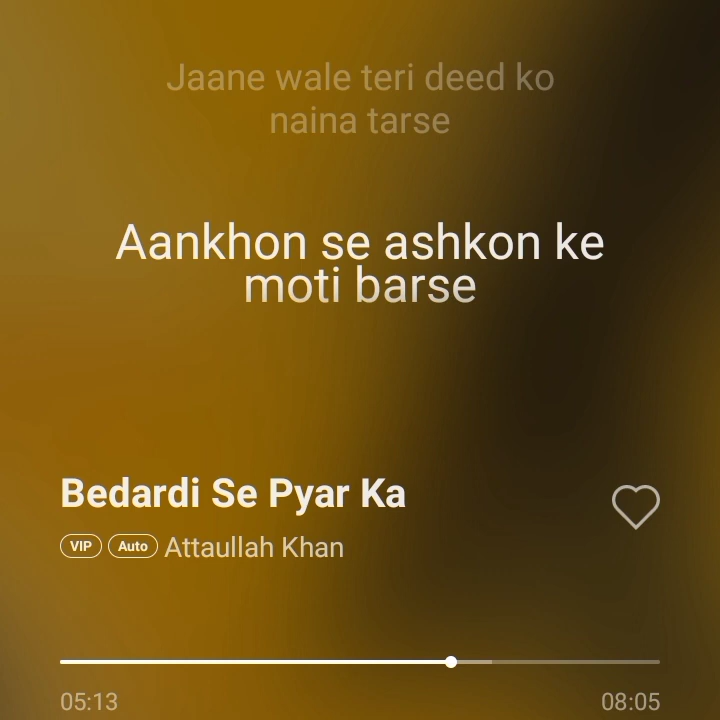 Jaane wale teri deed ko
naina tarse
Aankhon se ashkon ke
moti barse
Bedardi Se Pyar Ka
VIP Auto Attaullah Khan
05:13 08:05